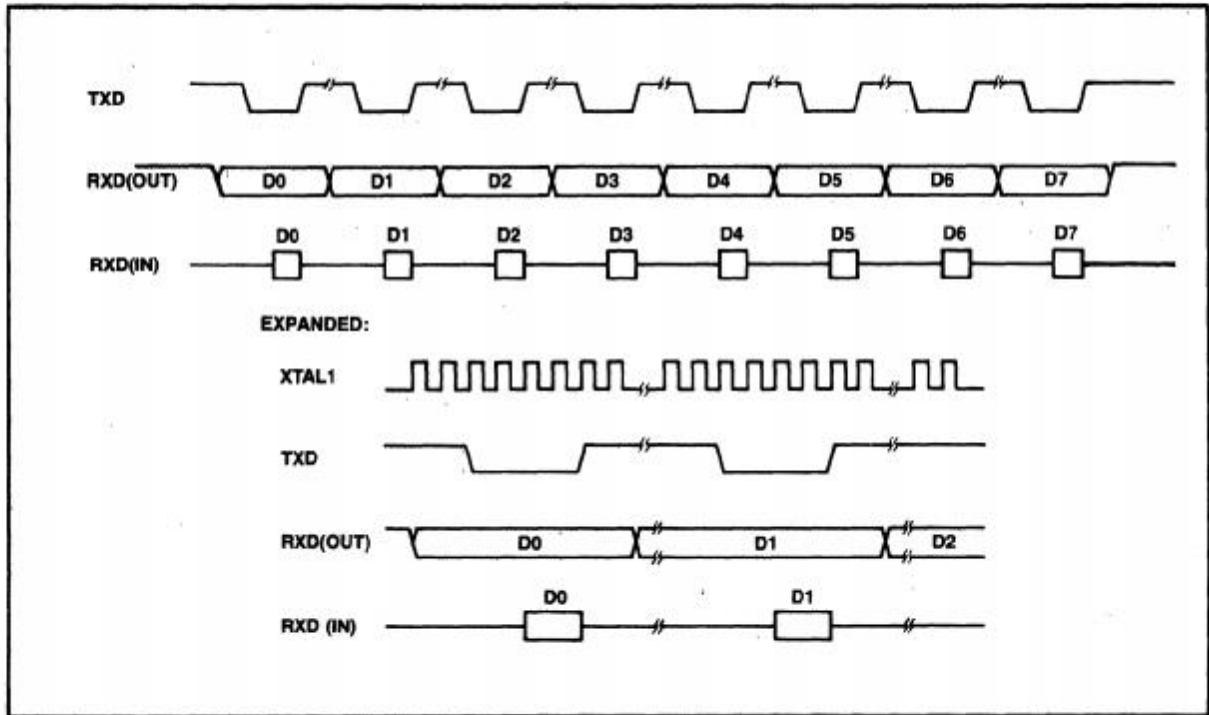 TXD
RXD(OUT) D0 D1 D2 D3 D4 D5 D6 D7
D0 D1 D2 D3 D4 D5 D6 D7
RXD(IN)
EXPANDED:
XTAL1
TXD
RXD(OUT) D0 D1 D2
D0 D1
RXD (IN)